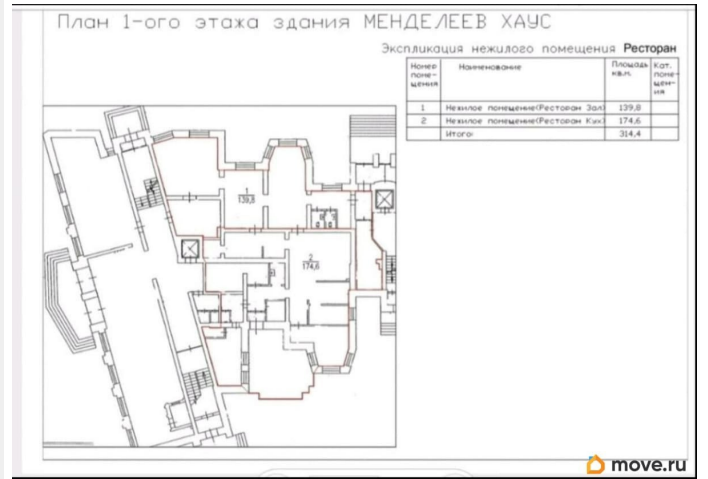 План 1-ого этажа здания МЕНДЕЛЕЕВ ХАУС
Экспликация нежилого помещения Ресторан
Номер поме-щения Наименование Площадь кв.м. Кат. поме-щен-ия
1 Нежилое помещение(Ресторан Зал) 139,8
2 Нежилое помещение(Ресторан Кух) 174,6
Итого: 314,4
1
139,8
2
174,6
move.ru